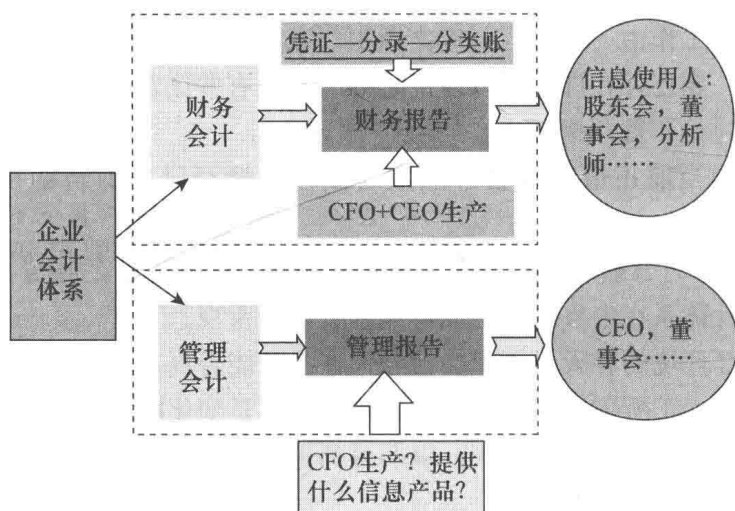 凭证—分录—分类账
财务
会计
财务报告
信息使用人：
股东会，董
事会，分析
师……
CFO+CEO生产
企业
会计
体系
管理
会计
管理报告
CEO，董
事会……
CFO生产？提供
什么信息产品？